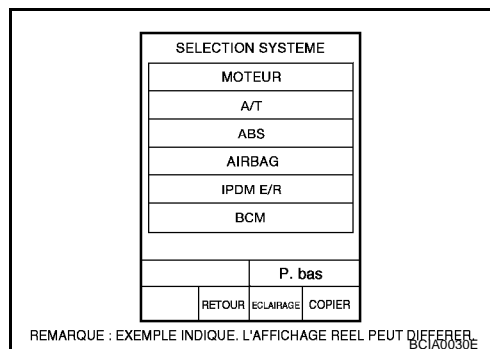 SELECTION SYSTEME
MOTEUR
A/T
ABS
AIRBAG
IPDM E/R
BCM
P. bas
RETOUR ECLAIRAGE COPIER
REMARQUE : EXEMPLE INDIQUE. L'AFFICHAGE REEL PEUT DIFFERER.
BCIA0030E